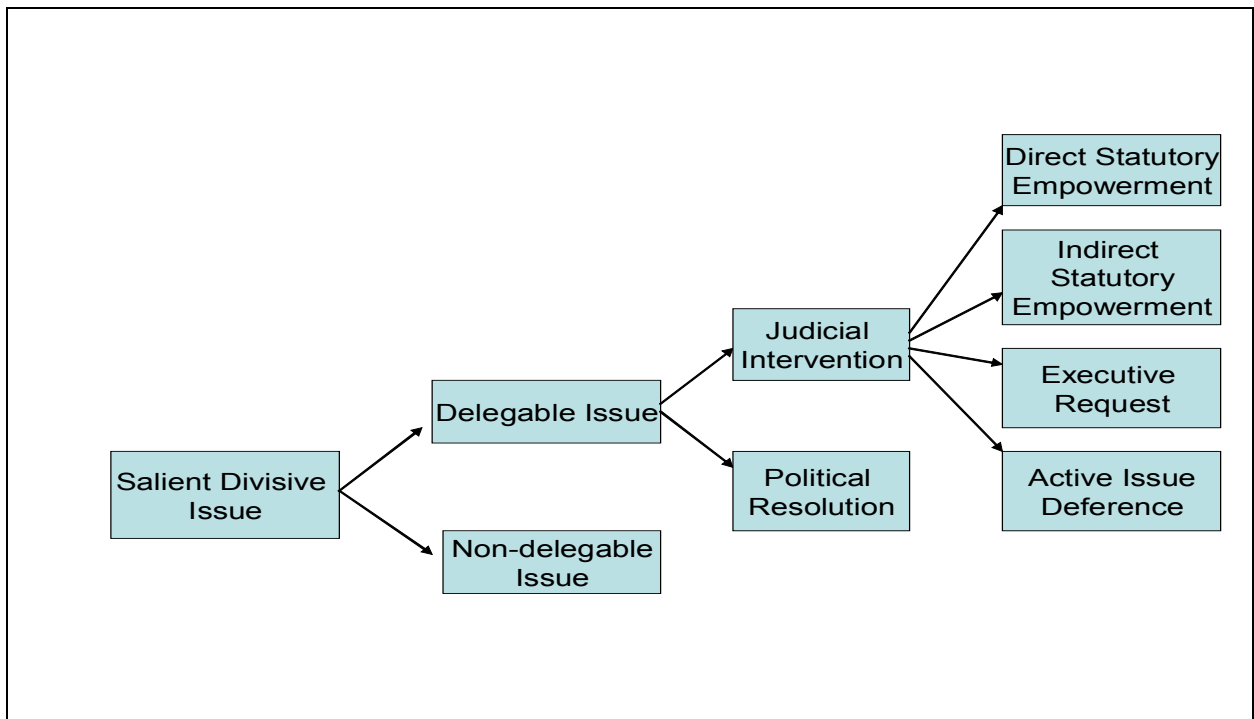 Salient Divisive
Issue
Delegable Issue
Non-delegable
Issue
Judicial
Intervention
Political
Resolution
Direct Statutory
Empowerment
Indirect
Statutory
Empowerment
Executive
Request
Active Issue
Deference